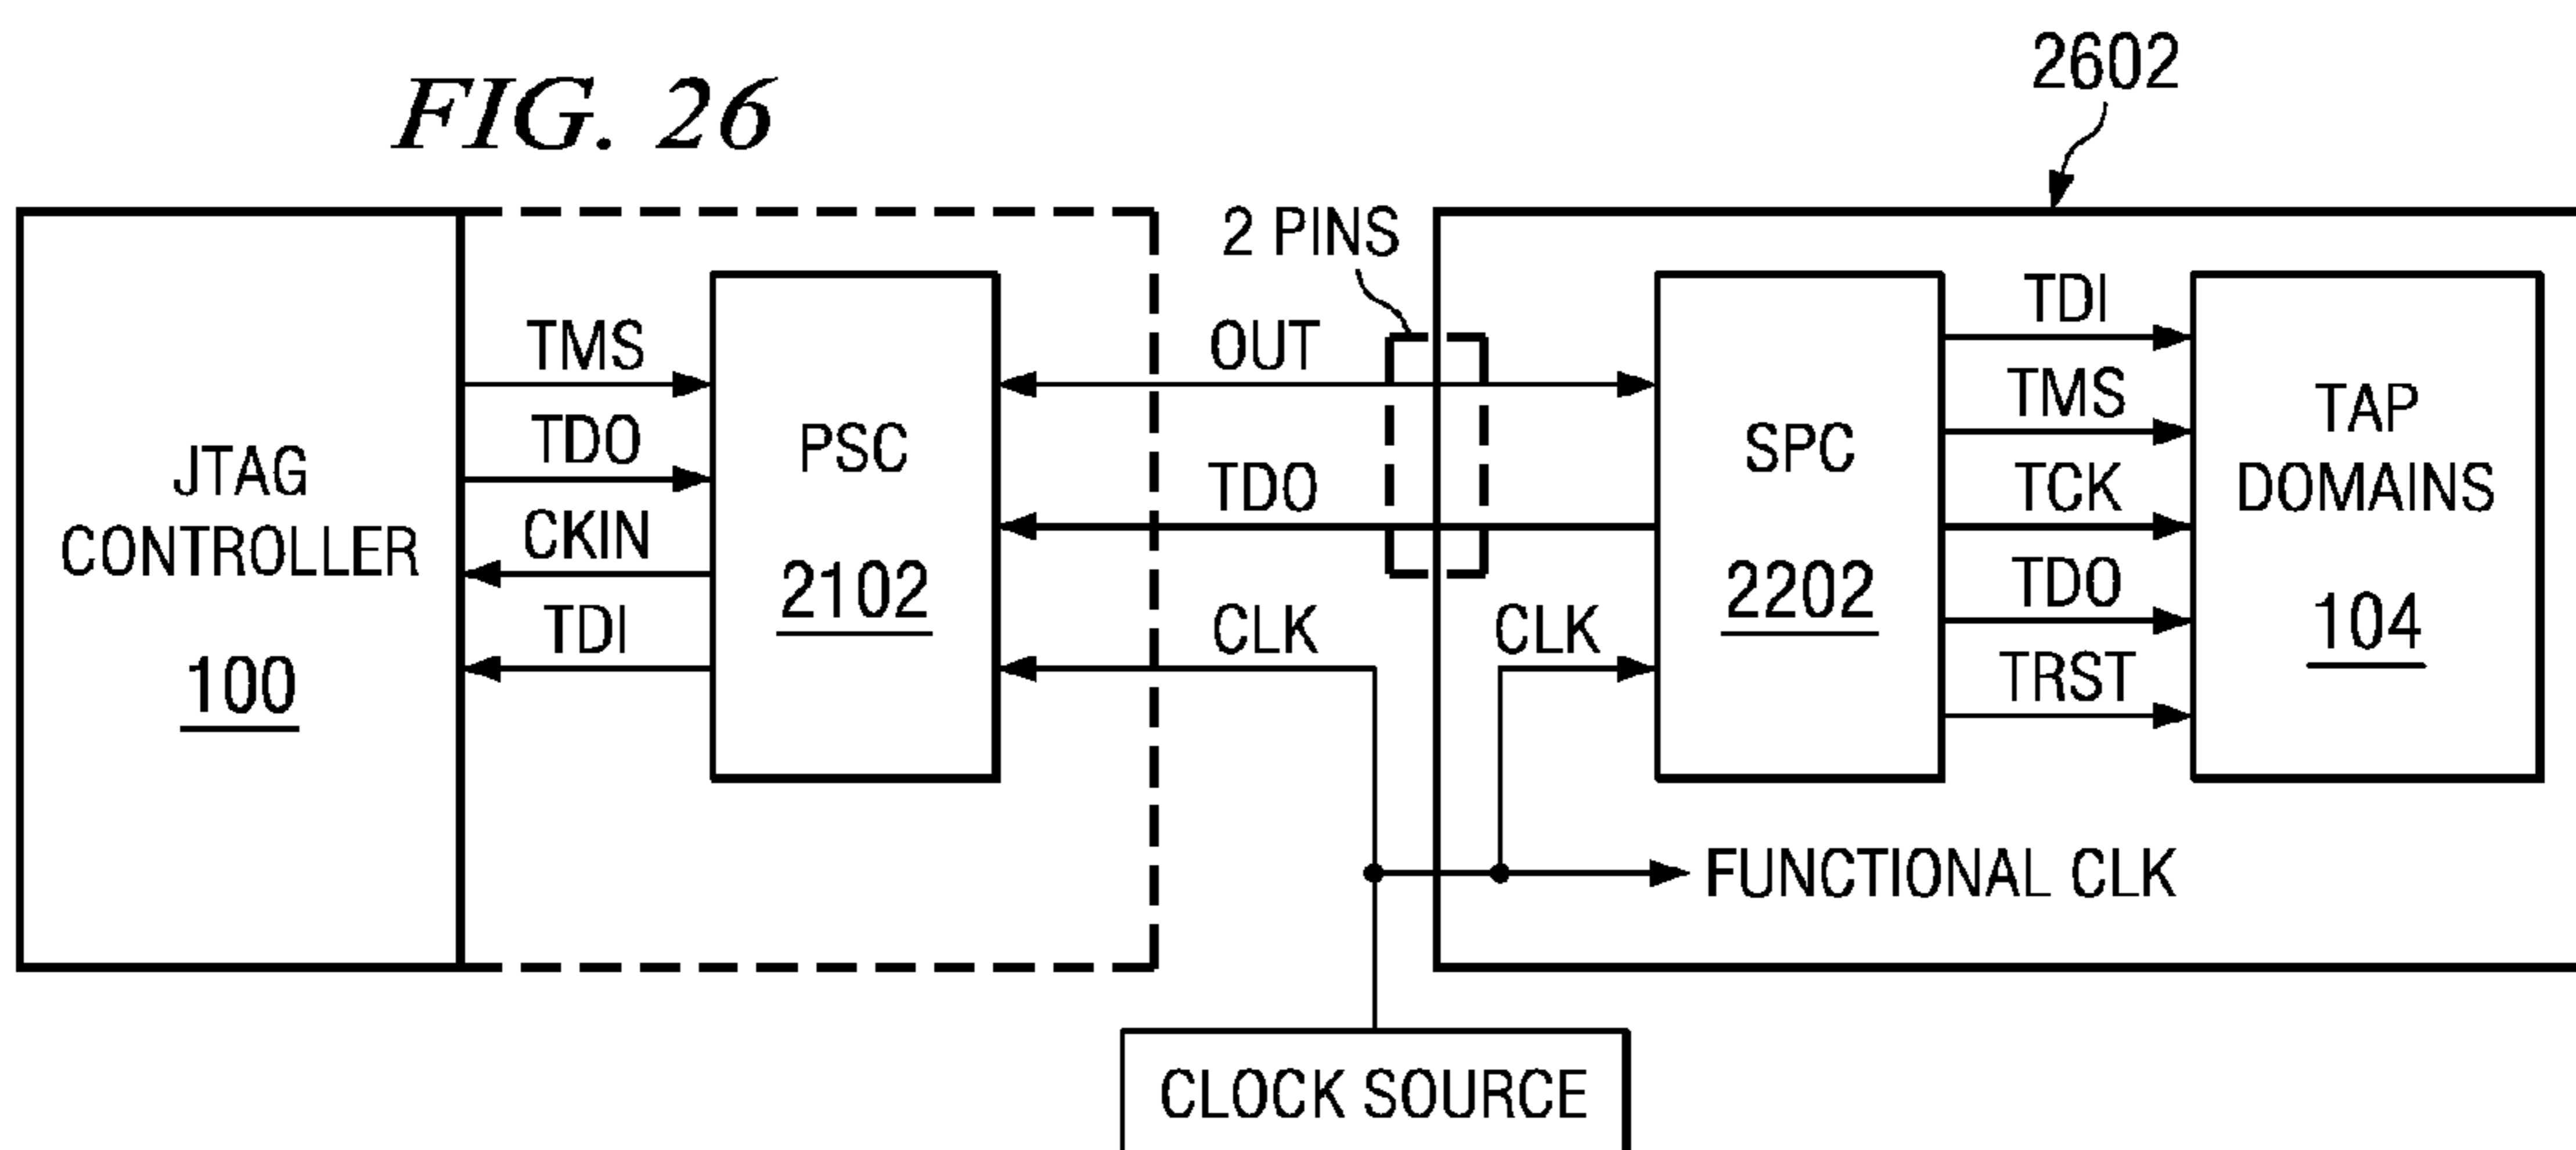 FIG. 26
2602
2 PINS
JTAG
CONTROLLER
100
TMS
TDO
CKIN
TDI
PSC
2102
OUT
TDO
CLK
CLK
SPC
2202
TDI
TMS
TCK
TDO
TRST
TAP
DOMAINS
104
FUNCTIONAL CLK
CLOCK SOURCE